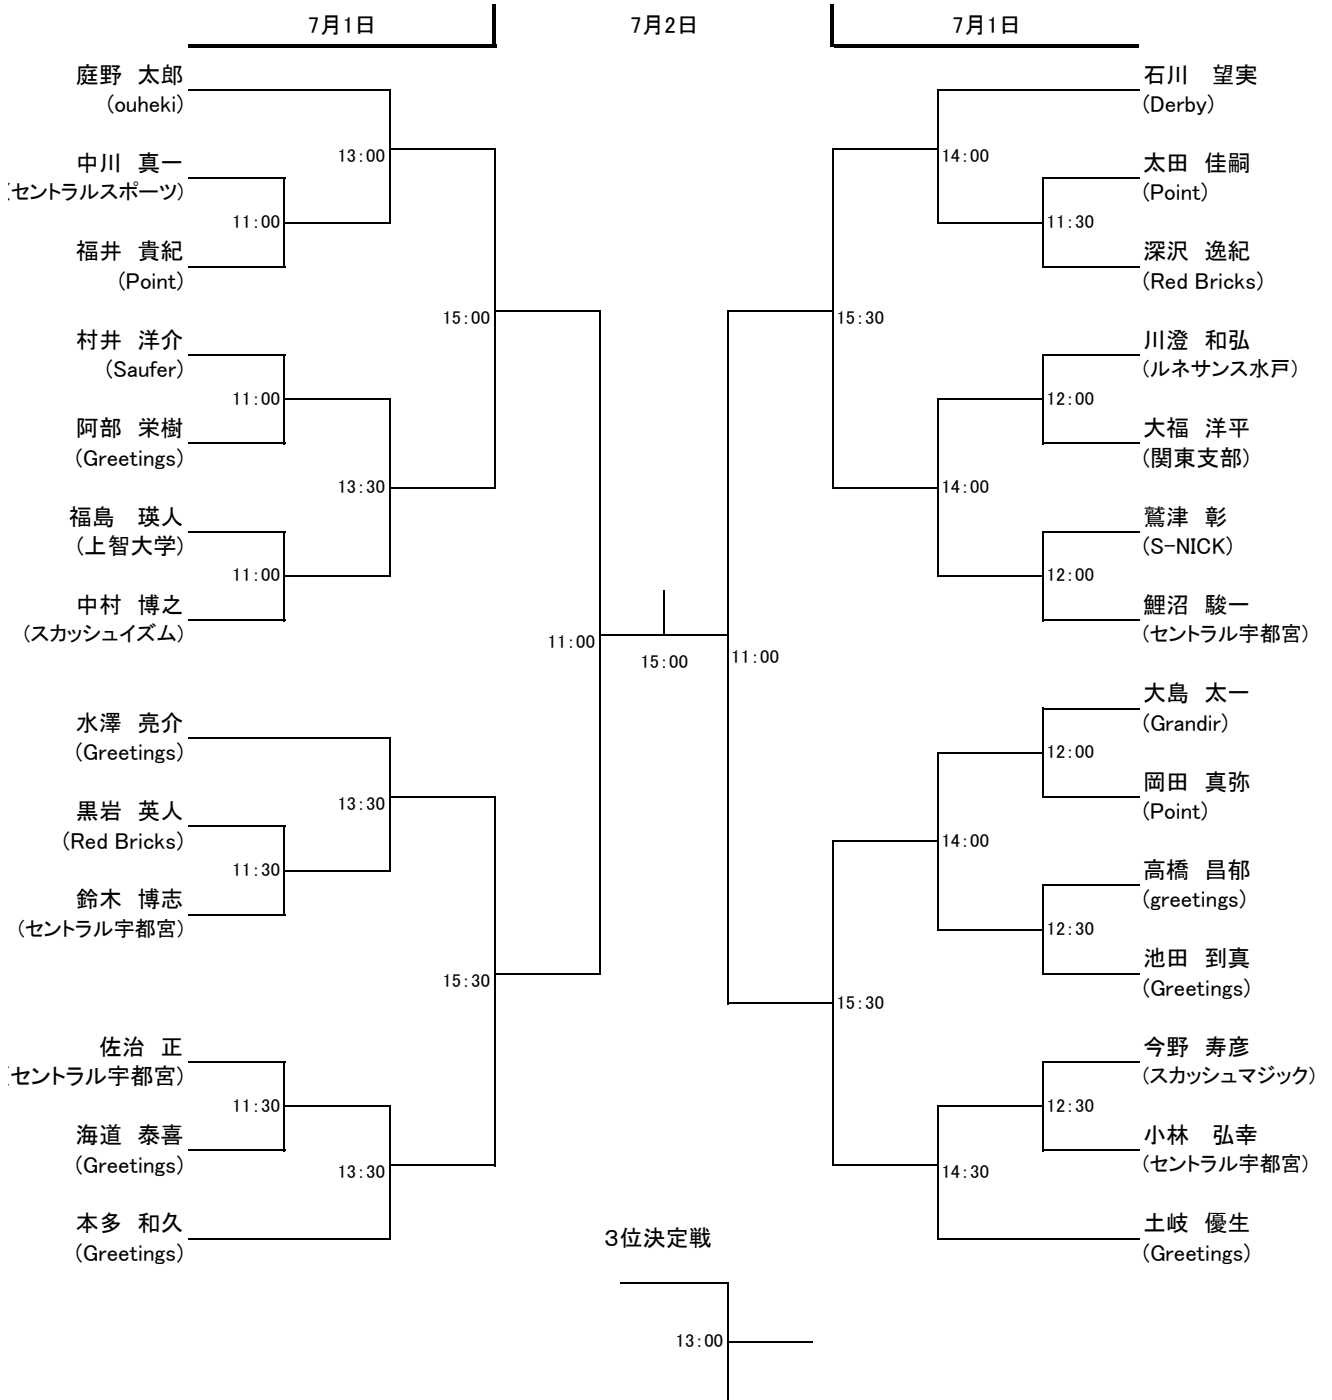 7月1日
7月2日
7月1日
庭野 太郎
(ouheki)
中川 真一
(セントラルスポーツ)
福井 貴紀
(Point)
村井 洋介
(Saufer)
阿部 栄樹
(Greetings)
福島 瑛人
(上智大学)
中村 博之
(スカッシュイズム)
水澤 亮介
(Greetings)
黒岩 英人
(Red Bricks)
鈴木 博志
(セントラル宇都宮)
佐治 正
(セントラル宇都宮)
海道 泰喜
(Greetings)
本多 和久
(Greetings)
13:00
11:00
15:00
11:00
13:30
11:00
11:00
13:30
11:30
15:30
11:30
13:30
15:00
11:00
14:00
11:30
15:30
12:00
14:00
12:00
12:00
14:00
12:30
15:30
12:30
14:30
石川 望実
(Derby)
太田 佳嗣
(Point)
深沢 逸紀
(Red Bricks)
川澄 和弘
(ルネサンス水戸)
大福 洋平
(関東支部)
鷲津 彰
(S-NICK)
鯉沼 駿一
(セントラル宇都宮)
大島 太一
(Grandir)
岡田 真弥
(Point)
高橋 昌郁
(greetings)
池田 到真
(Greetings)
今野 寿彦
(スカッシュマジック)
小林 弘幸
(セントラル宇都宮)
土岐 優生
(Greetings)
3位決定戦
13:00